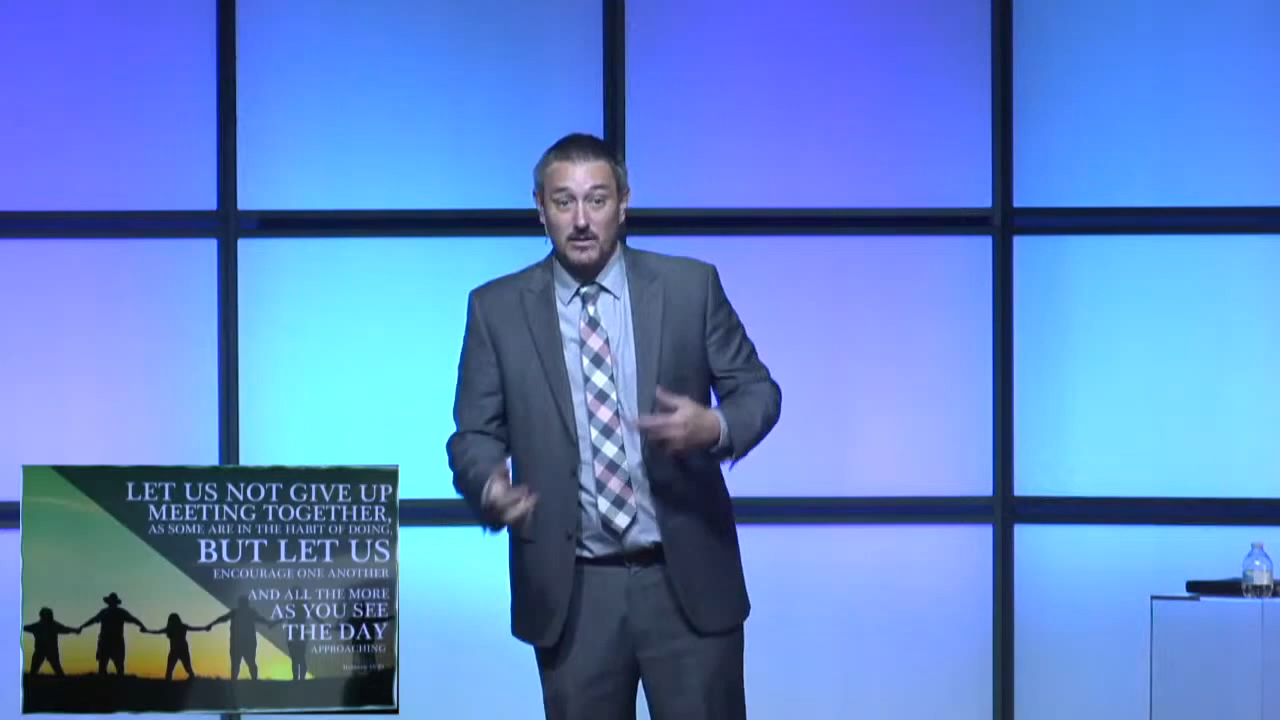 LET US NOT GIVE UP
MEETING TOGETHER,
AS SOME ARE IN THE HABIT OF DOING,
BUT LET US
ENCOURAGE ONE ANOTHER
AND ALL THE MORE
AS YOU SEE
THE DAY
APPROACHING